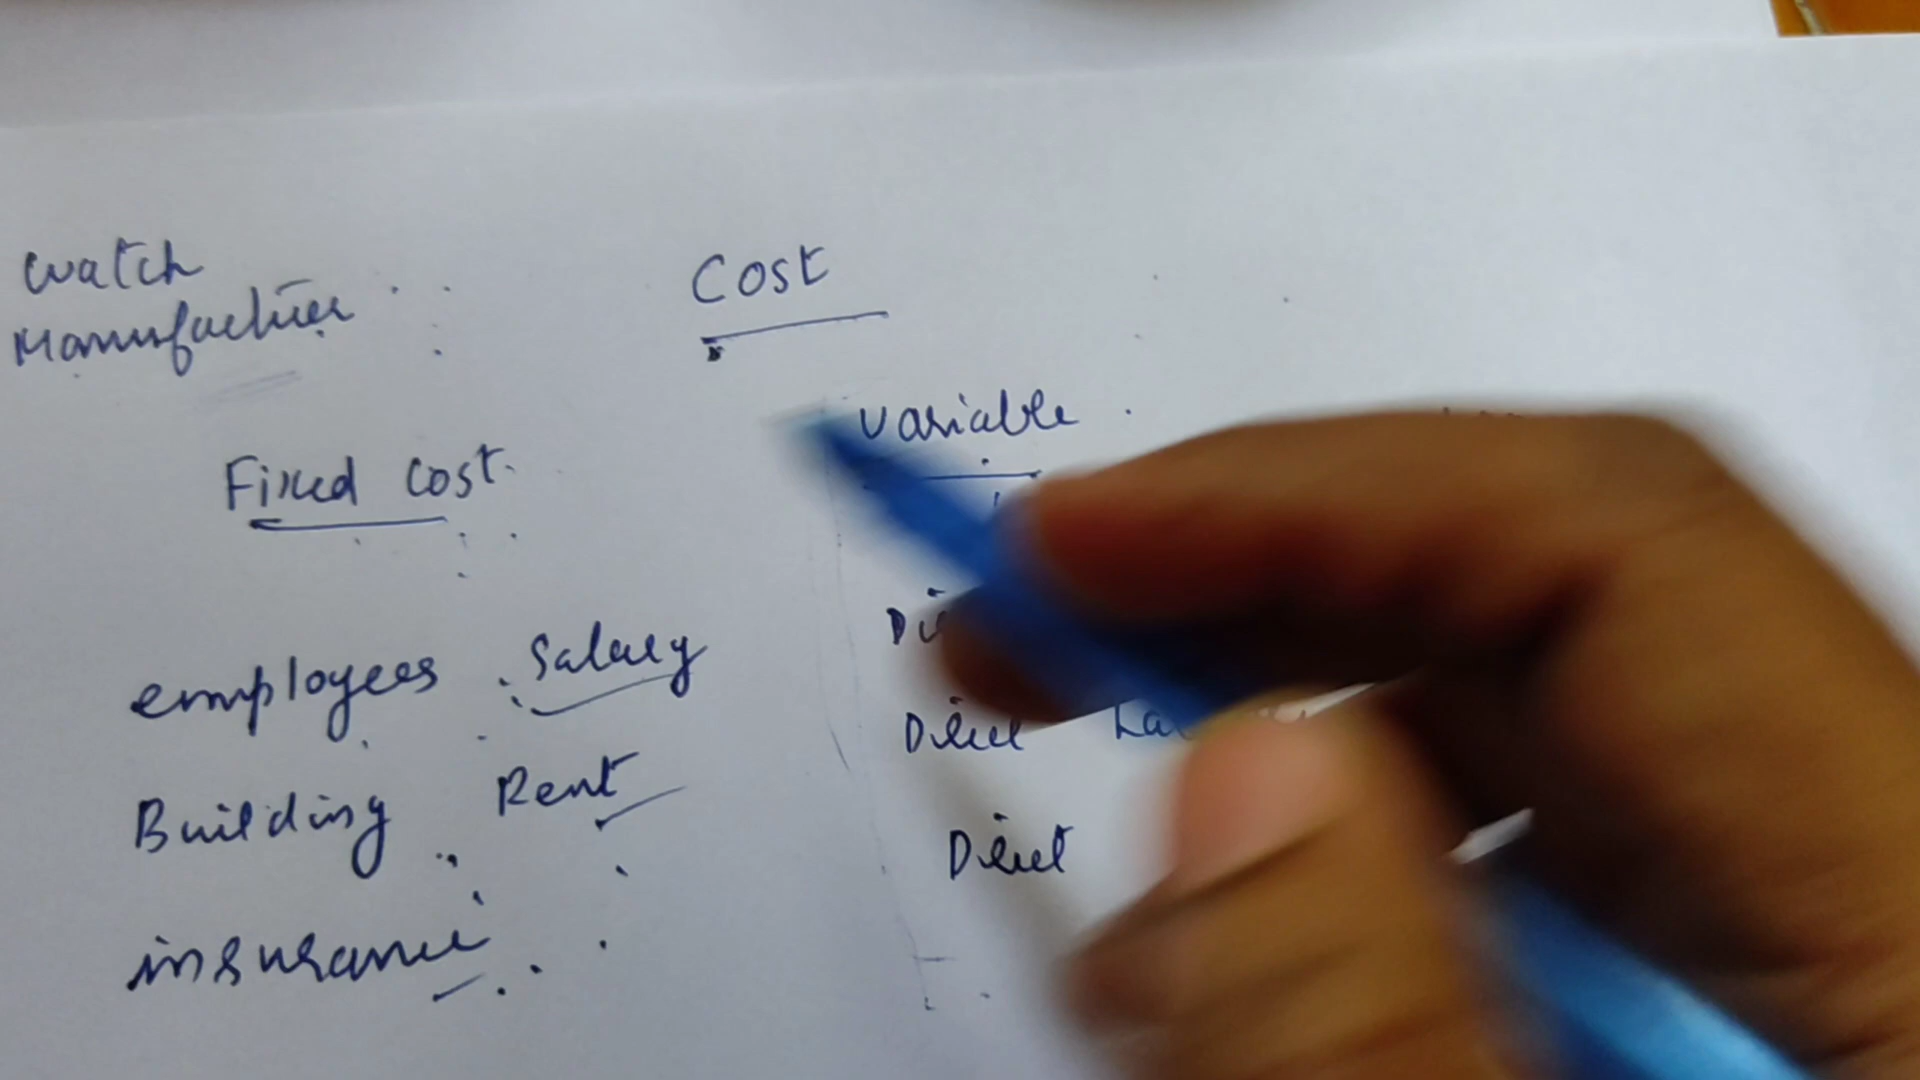 Watch
Manufacturer
Cost
Fixed cost
Variable
employees Salary
Building Rent
insurance
Direct
Direct